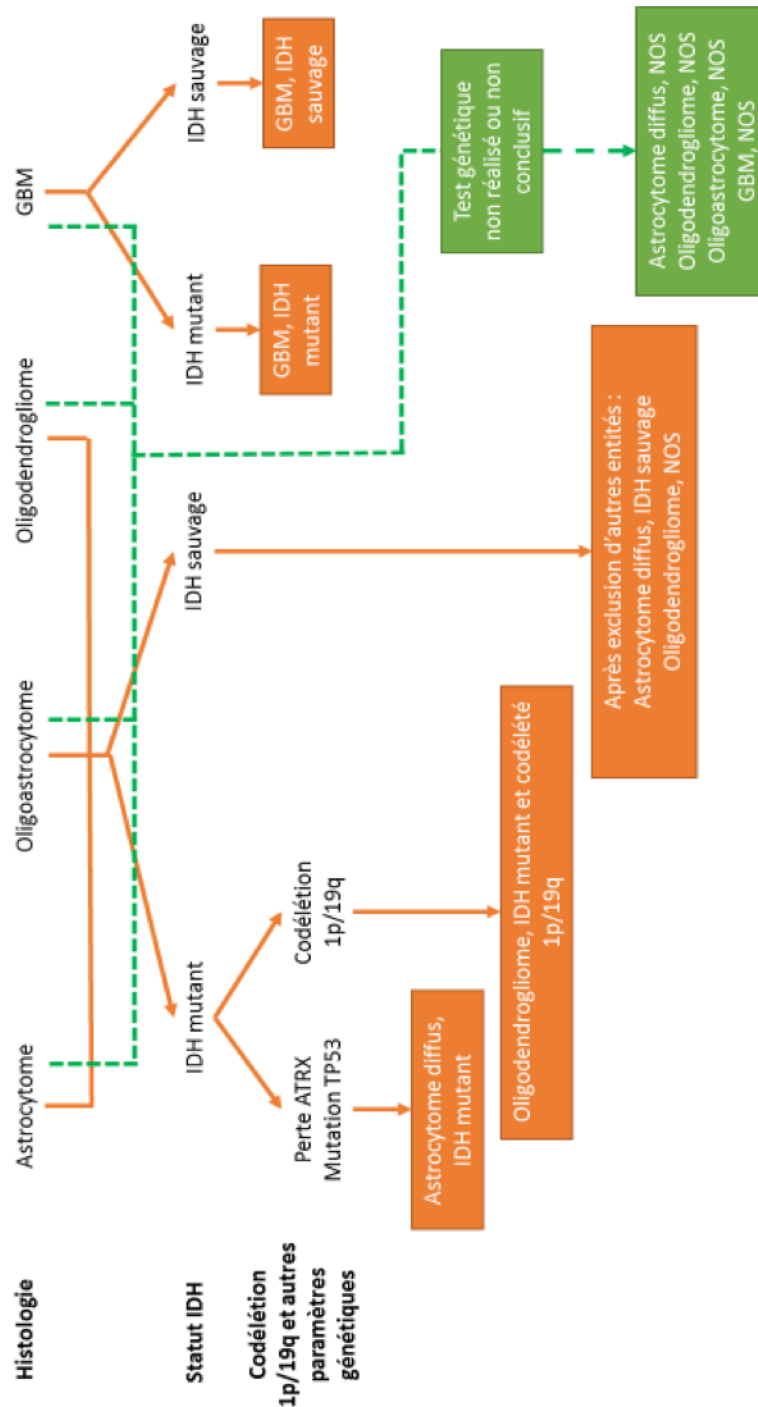 Histologie
Astrocytome
Oligoastrocytome
Oligodendrogliome
GBM
Statut IDH
IDH mutant
IDH sauvage
IDH mutant
IDH sauvage
Codélétion
1p/19q et autres
paramètres
génétiques
Perte ATRX
Mutation TP53
Codélétion
1p/19q
GBM, IDH
mutant
GBM, IDH
sauvage
Astrocytome diffus,
IDH mutant
Oligodendrogliome, IDH mutant et codélété
1p/19q
Après exclusion d'autres entités :
Astrocytome diffus, IDH sauvage
Oligodendrogliome, NOS
Test génétique
non réalisé ou non
conclusif
Astrocytome diffus, NOS
Oligodendrogliome, NOS
Oligoastrocytome, NOS
GBM, NOS